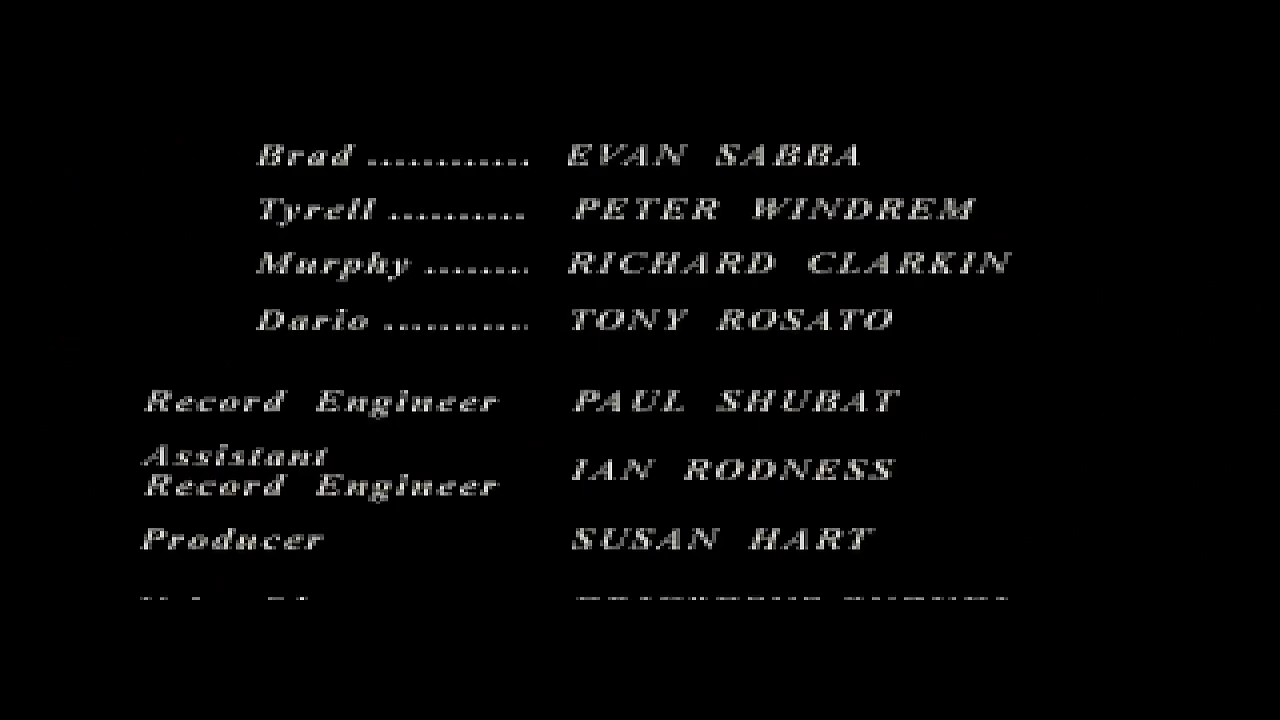 Brad ............ EVAN SABBA
Tyrell .......... PETER WINDREM
Murphy ........ RICHARD CLARKIN
Dario ........... TONY ROSATO
Record Engineer PAUL SHUBAT
Assistant
Record Engineer IAN RODNESS
Producer SUSAN HART